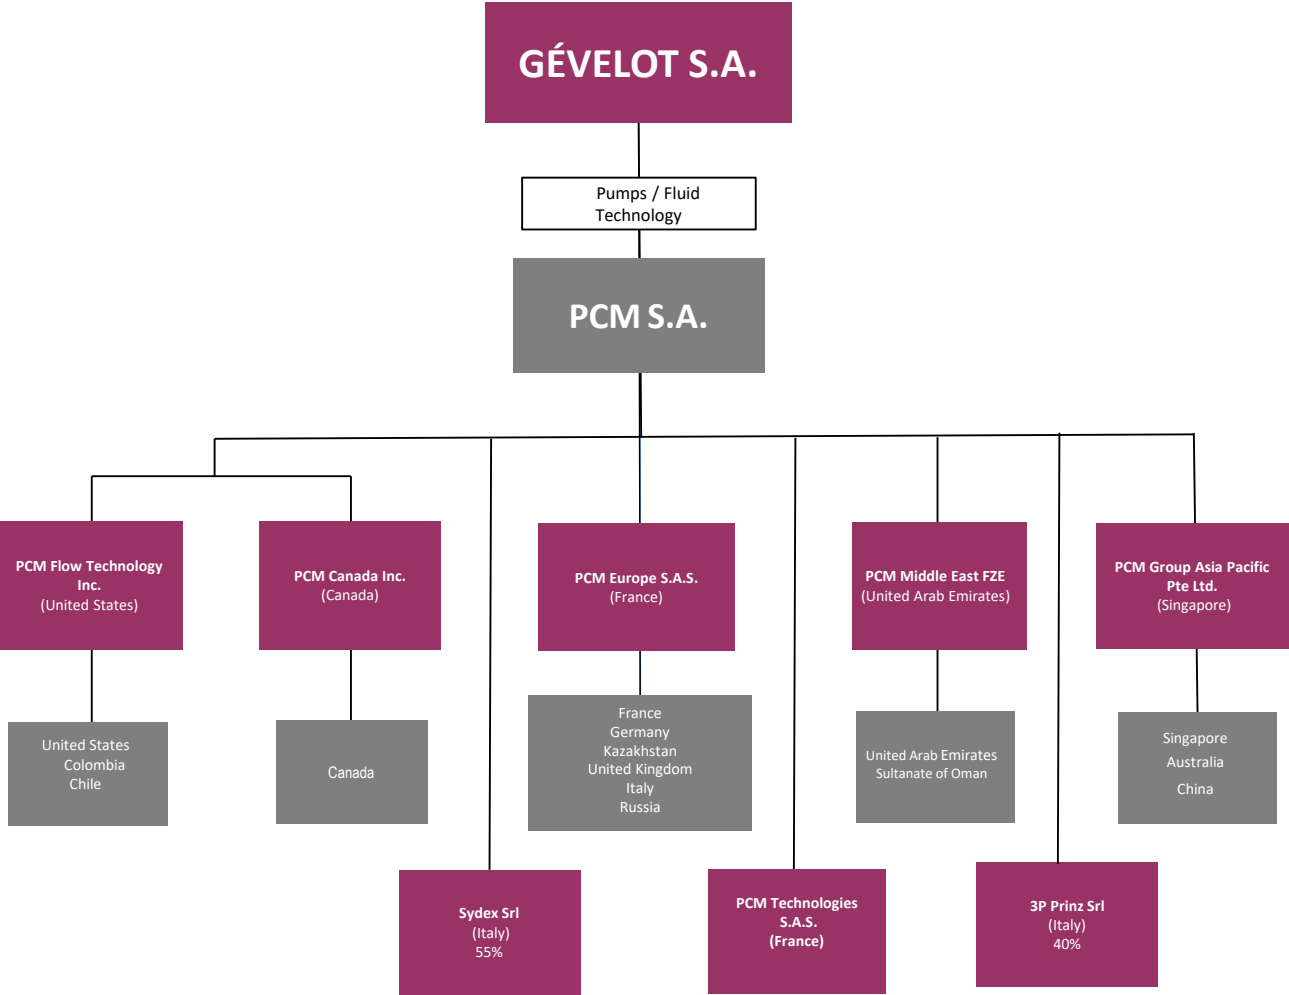 GÉVELOT S.A.
Pumps / Fluid
Technology
PCM S.A.
PCM Flow Technology
Inc.
(United States)
PCM Canada Inc.
(Canada)
PCM Europe S.A.S.
(France)
PCM Middle East FZE
(United Arab Emirates)
PCM Group Asia Pacific
Pte Ltd.
(Singapore)
United States
Colombia
Chile
Canada
France
Germany
Kazakhstan
United Kingdom
Italy
Russia
United Arab Emirates
Sultanate of Oman
Singapore
Australia
China
Sydex Srl
(Italy)
55%
PCM Technologies
S.A.S.
(France)
3P Prinz Srl
(Italy)
40%